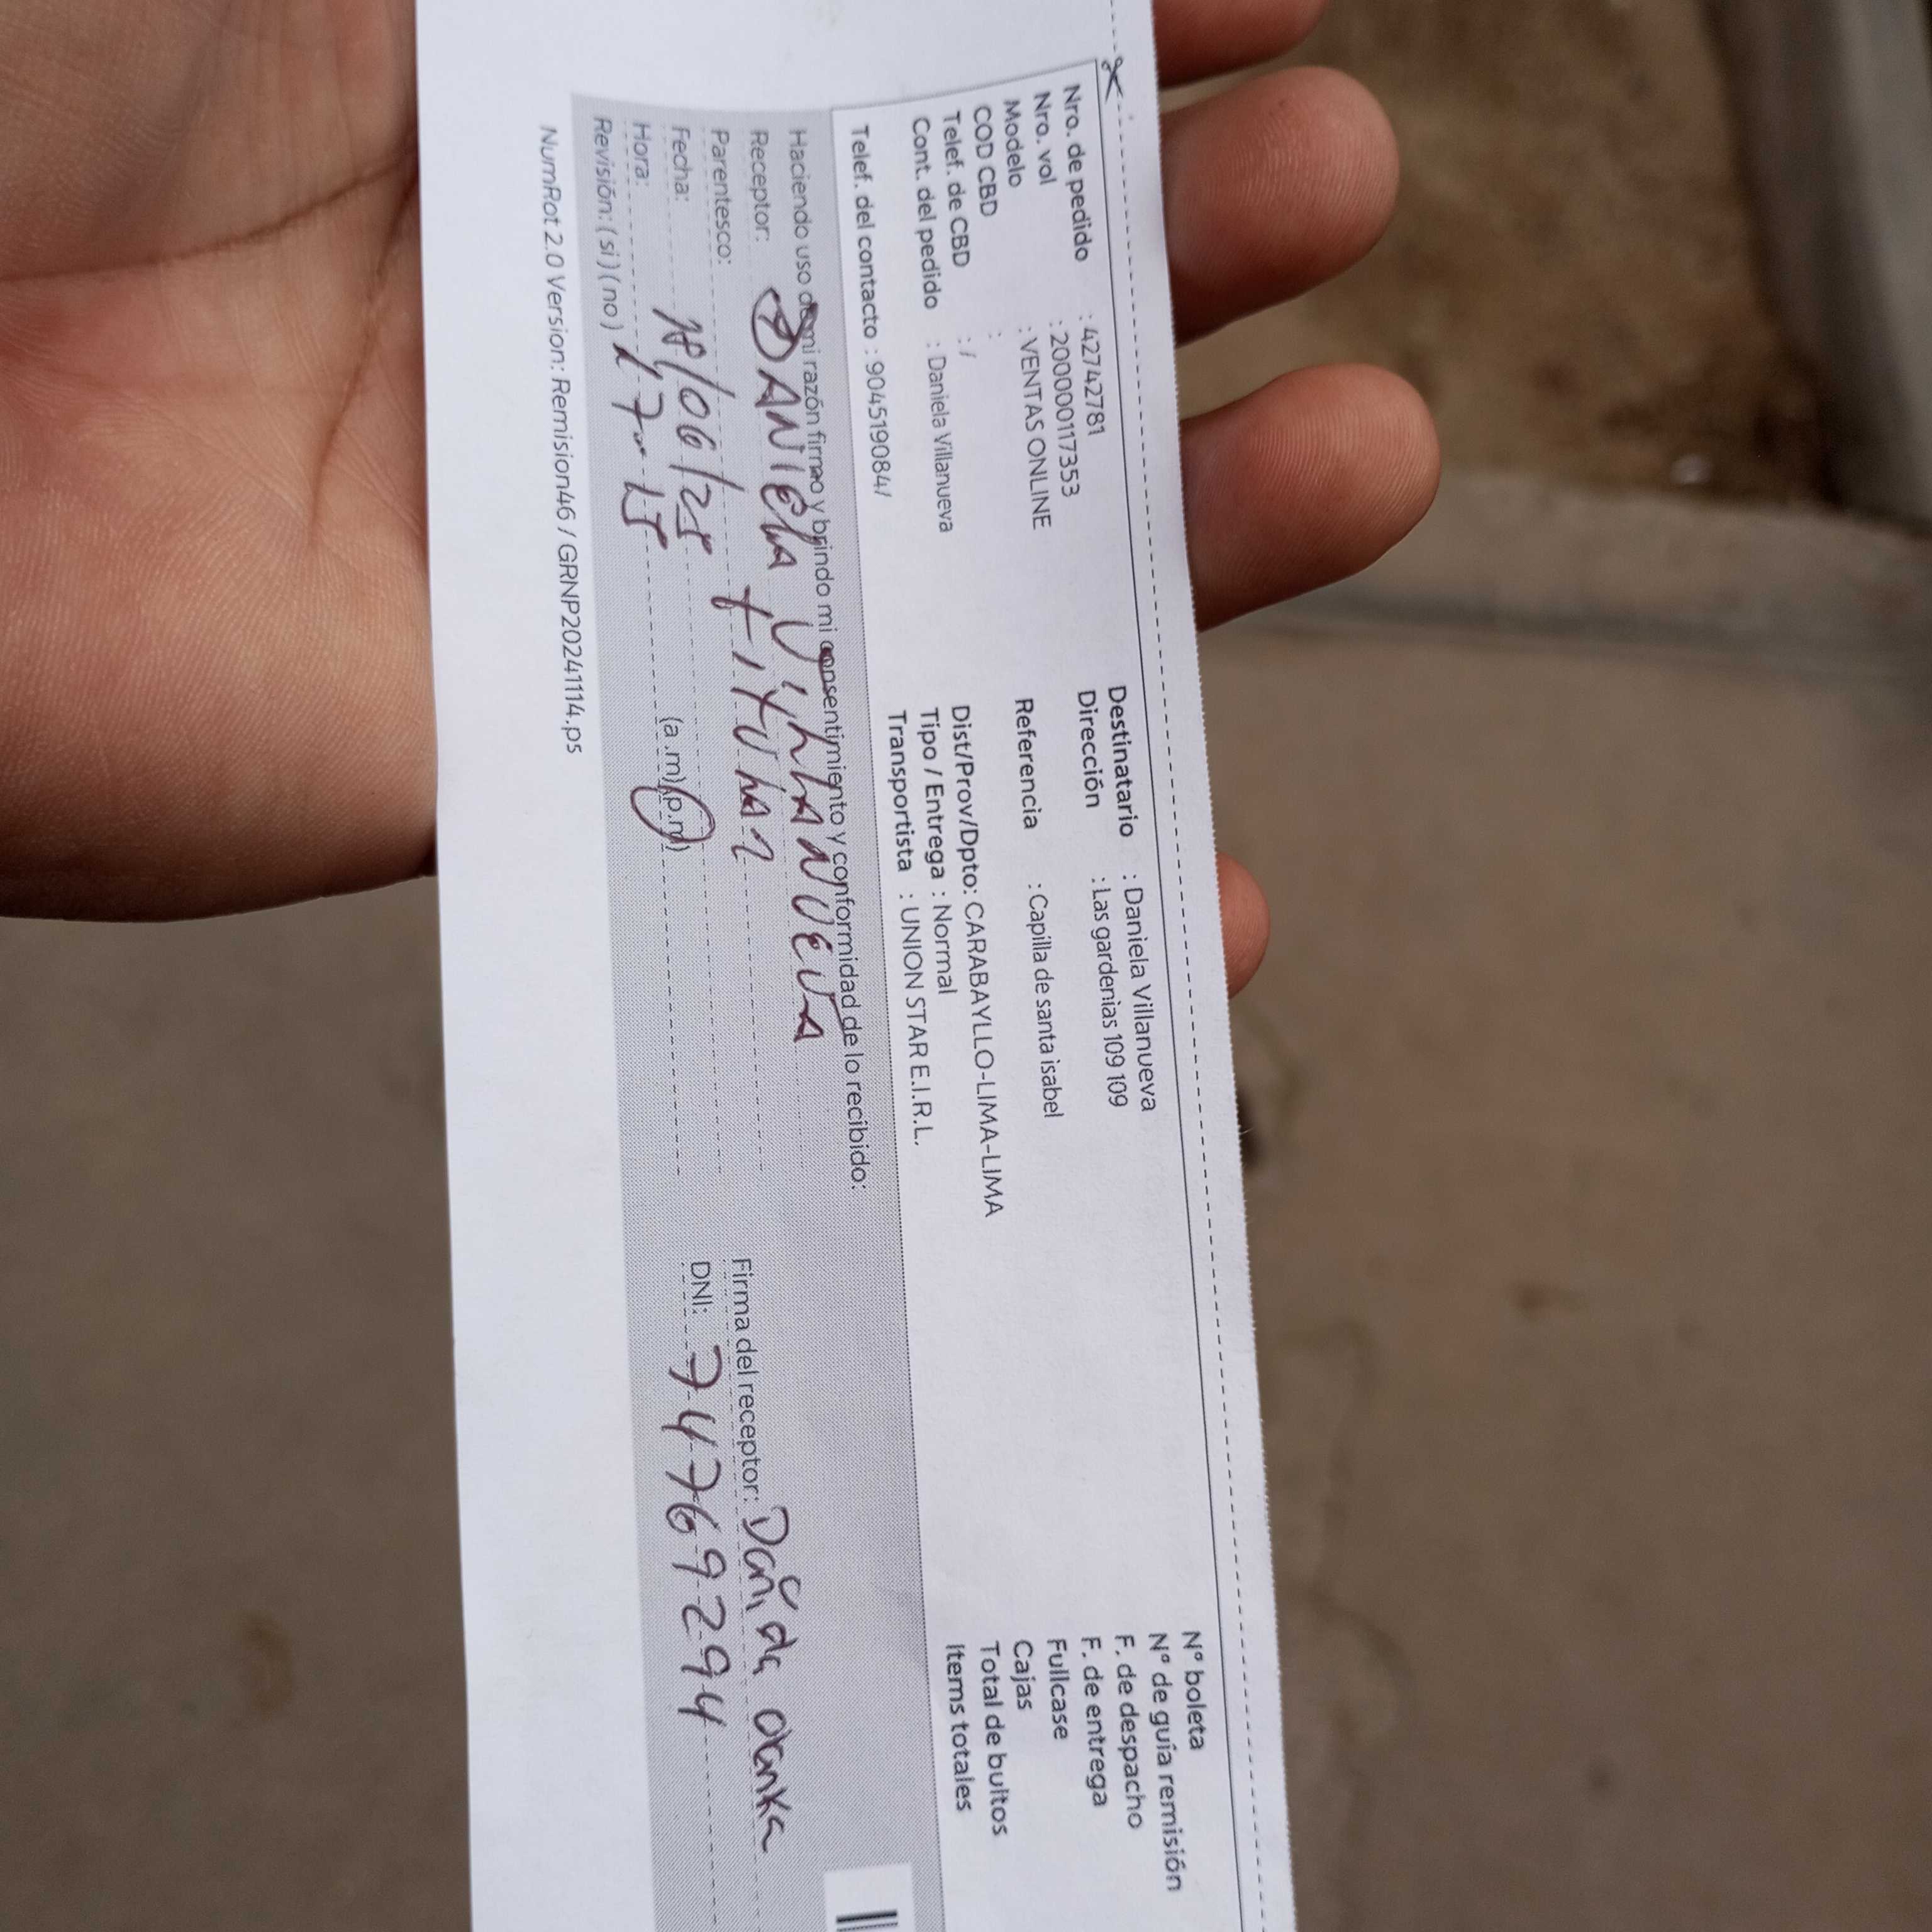 Nro. de pedido : 42742781
Nro. vol : 2000000117353
Modelo : VENTAS ONLINE
COD CBD :
Telef. de CBD : /
Cont. del pedido : Daniela Villanueva
Telef. del contacto : 904519084/
Destinatario : Daniela Villanueva
Dirección : Las gardenias 109 109
Referencia : Capilla de santa isabel
Dist/Prov/Dpto: CARABAYLLO-LIMA-LIMA
Tipo / Entrega : Normal
Transportista : UNION STAR E.I.R.L.
N° boleta
N° de guía remisión
F. de despacho
F. de entrega
Fullcase
Cajas
Total de bultos
Items totales
Haciendo uso de mi razón firmo y brindo mi consentimiento y conformidad de lo recibido:
Receptor: DANIELA VILLANUEVA
Parentesco: TITULAR
Fecha: /06/25
Hora: (a .m)(p.m)
Revisión: ( si ) ( no )
Firma del receptor:
DNI: 74769294
NumRot 2.0 Version: Remision46 / GRNP20241114.ps